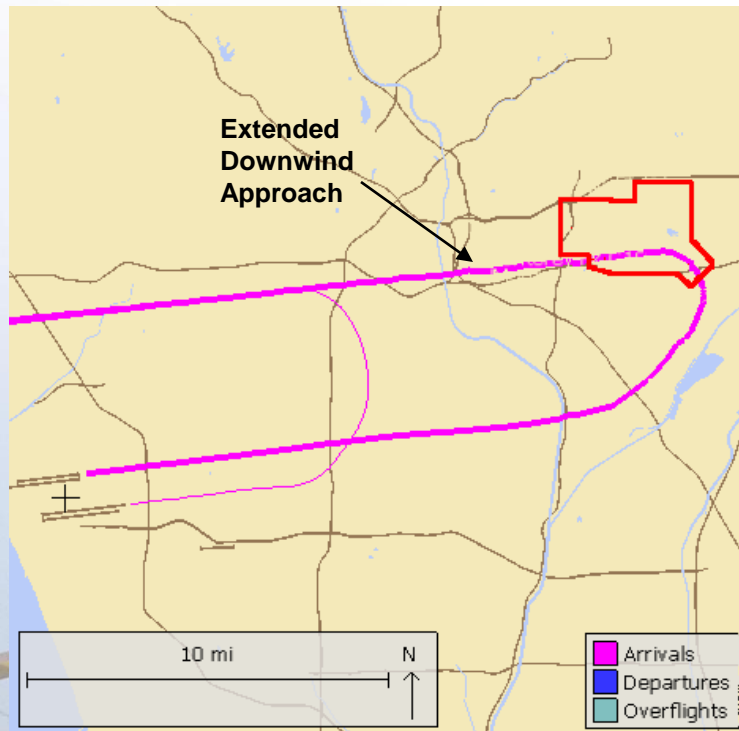 Extended
Downwind
Approach
10 mi
N
Arrivals
Departures
Overflights